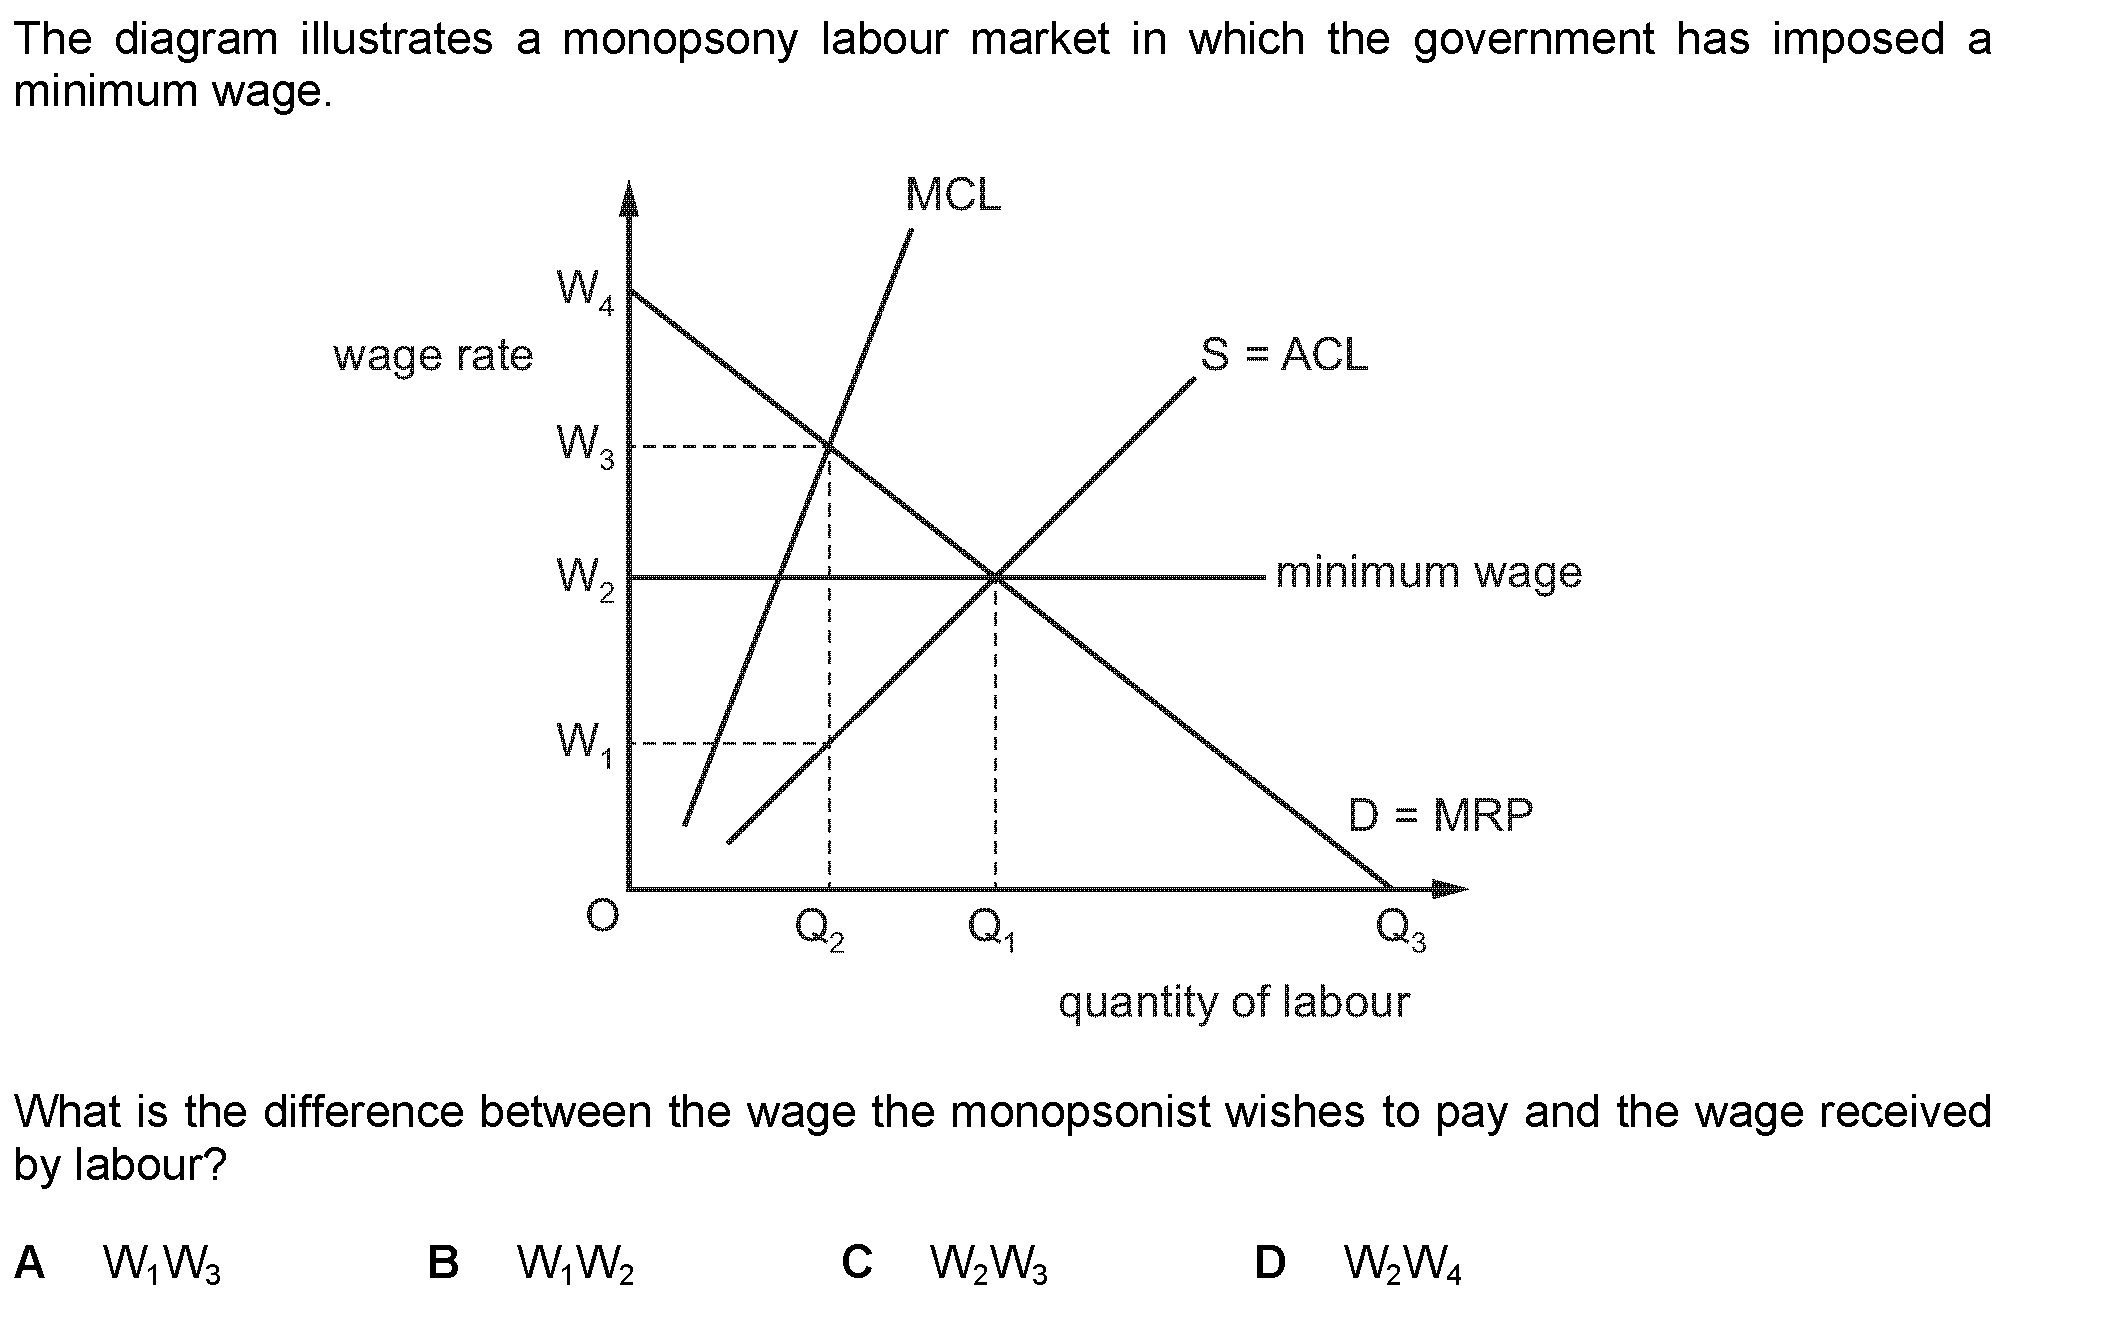 The diagram illustrates a monopsony labour market in which the government has imposed a
minimum wage.
MCL
W4
wage rate
S = ACL
W3
W2
minimum wage
W1
D = MRP
O
Q2
Q1
Q3
quantity of labour
What is the difference between the wage the monopsonist wishes to pay and the wage received
by labour?
A W1W3 B W1W2 C W2W3 D W2W4